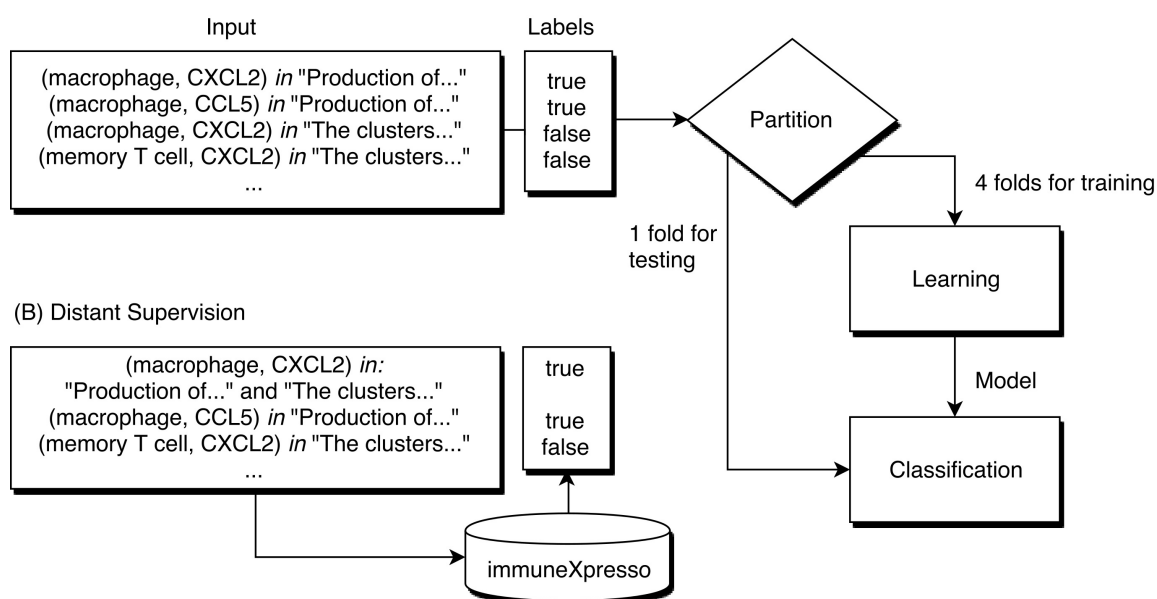 Input
Labels
(macrophage, CXCL2) in "Production of..."
(macrophage, CCL5) in "Production of..."
(macrophage, CXCL2) in "The clusters..."
(memory T cell, CXCL2) in "The clusters..."
...
true
true
false
false
Partition
4 folds for training
1 fold for
testing
Learning
Model
Classification
(B) Distant Supervision
(macrophage, CXCL2) in:
"Production of..." and "The clusters..."
(macrophage, CCL5) in "Production of..."
(memory T cell, CXCL2) in "The clusters..."
...
true
true
false
immuneXpresso